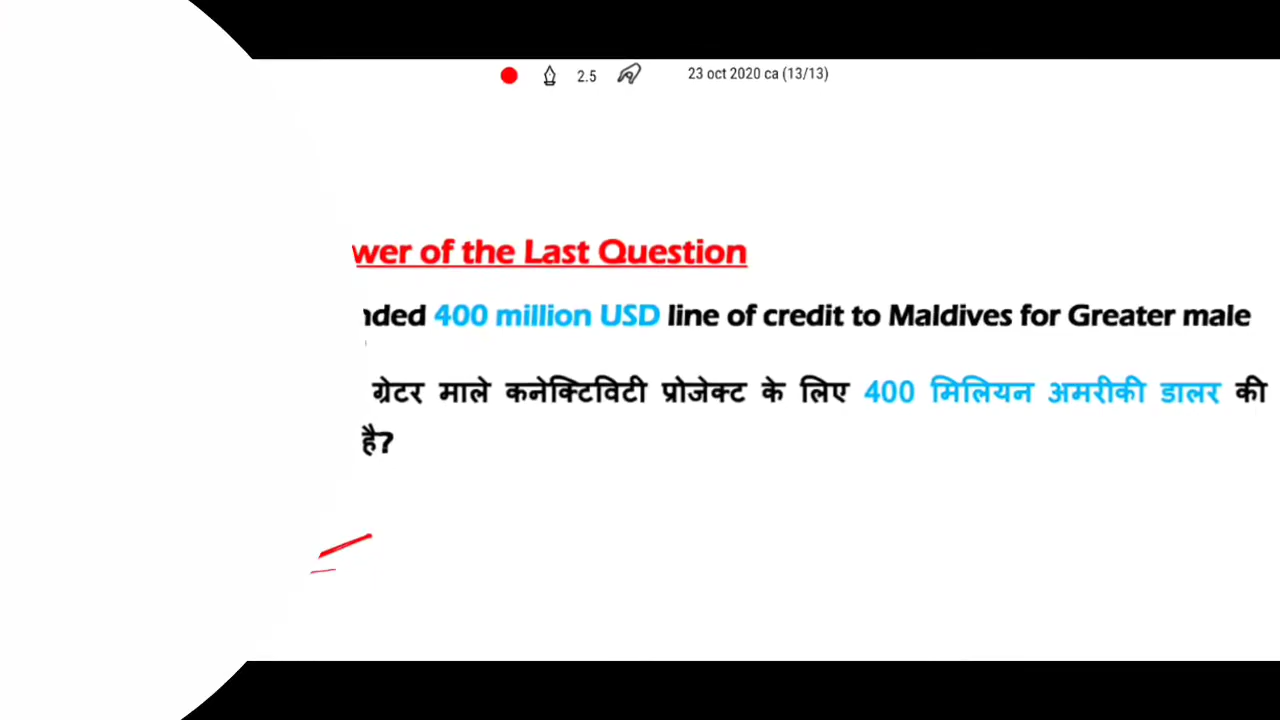 2.5 23 oct 2020 ca (13/13)
wer of the Last Question
nded 400 million USD line of credit to Maldives for Greater male
ग्रेटर माले कनेक्टिविटी प्रोजेक्ट के लिए 400 मिलियन अमरीकी डालर की
है?